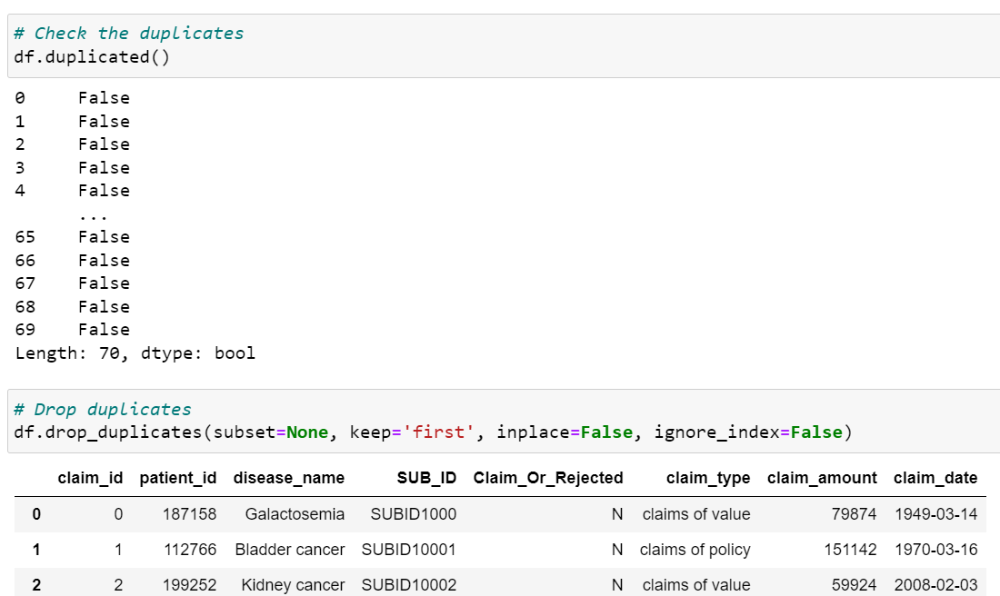 # Check the duplicates
df.duplicated()
0 False
1 False
2 False
3 False
4 False
...
65 False
66 False
67 False
68 False
69 False
Length: 70, dtype: bool
# Drop duplicates
df.drop_duplicates(subset=None, keep='first', inplace=False, ignore_index=False)
claim_id patient_id disease_name SUB_ID Claim_Or_Rejected claim_type claim_amount claim_date
0 0 187158 Galactosemia SUBID1000 N claims of value 79874 1949-03-14
1 1 112766 Bladder cancer SUBID10001 N claims of policy 151142 1970-03-16
2 2 199252 Kidney cancer SUBID10002 N claims of value 59924 2008-02-03